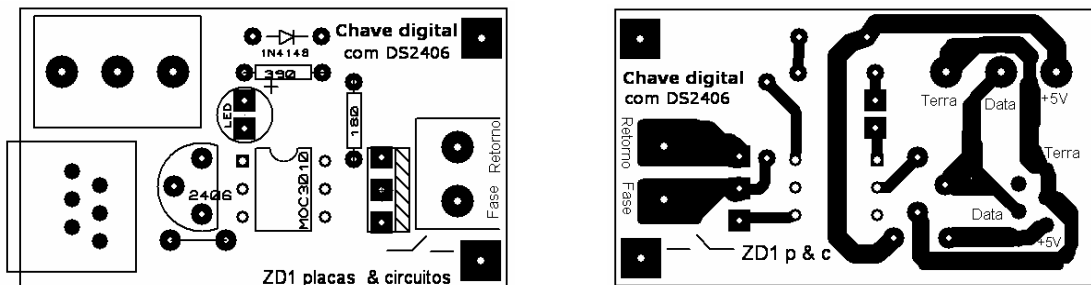 Chave digital
com DS2406
1N4148
390
+
LED
180
2406
MOC3010
Fase Retorno
ZD1 placas & circuitos
Chave digital
com DS2406
Retorno
Fase
Terra
Data
+5V
Terra
Data
+5V
ZD1 p & c